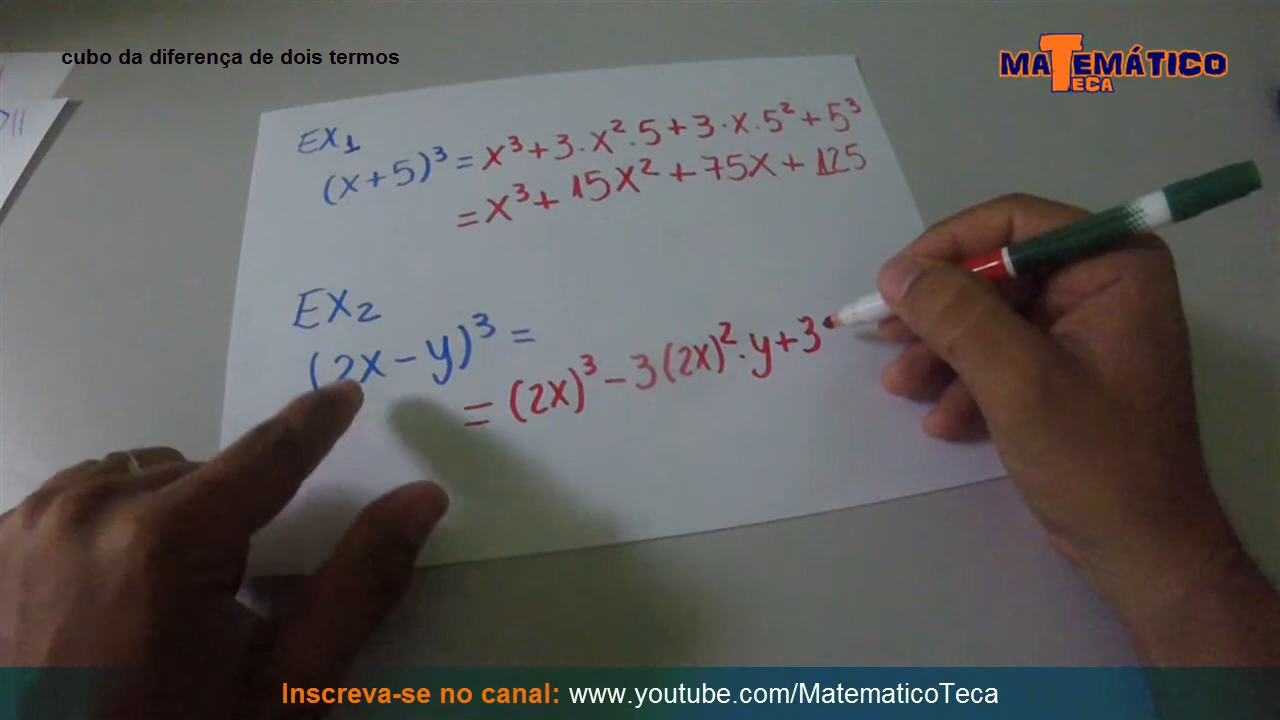 cubo da diferença de dois termos
MATEMÁTICO
TECA
EX1
(x+5)³ = x³+3·x²·5+3·x·5²+5³
=x³+15x²+75x+125
EX2
(2x-y)³ =
= (2x)³-3(2x)²·y+3·
Inscreva-se no canal: www.youtube.com/MatematicoTeca